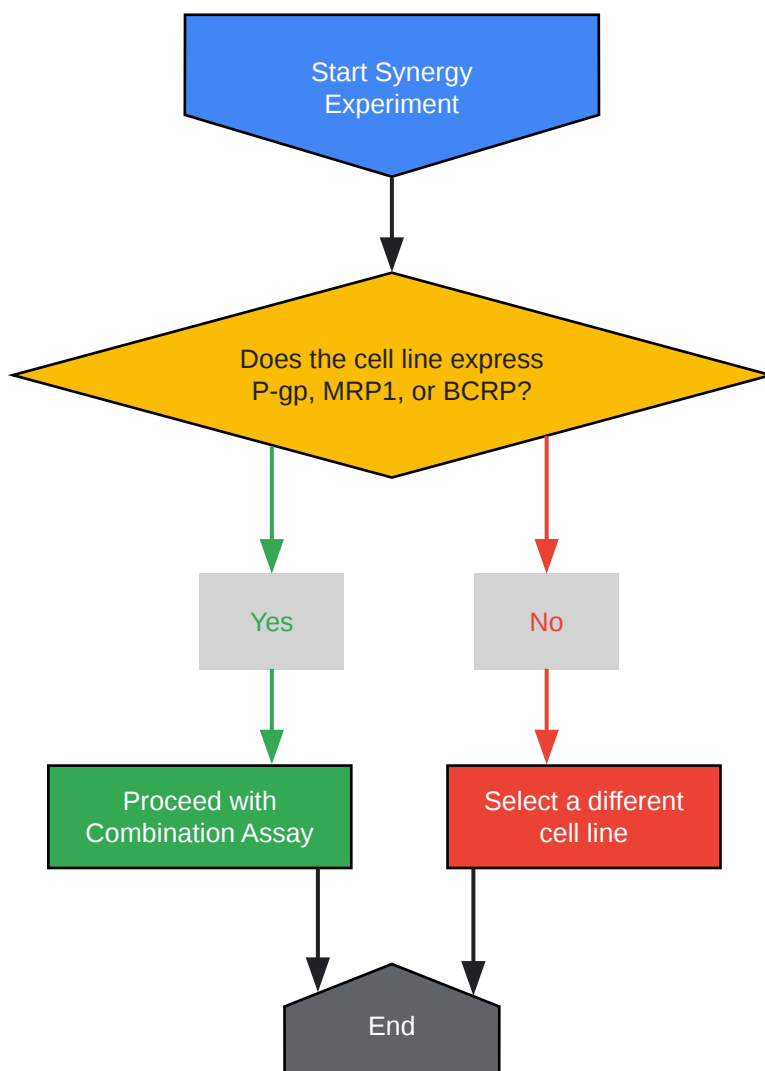 Start Synergy
Experiment
Does the cell line express
P-gp, MRP1, or BCRP?
Yes
No
Proceed with
Combination Assay
Select a different
cell line
End